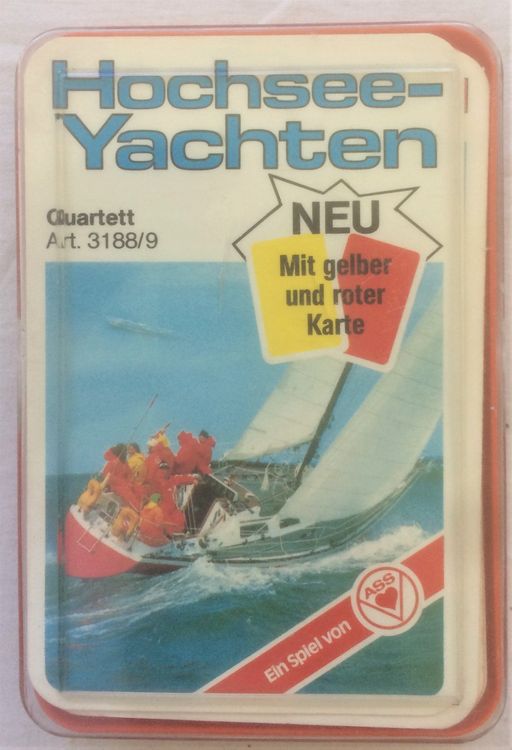 Hochsee-
Yachten
Quartett
Art. 3188/9
NEU
Mit gelber
und roter
Karte
Ein Spiel von
ASS